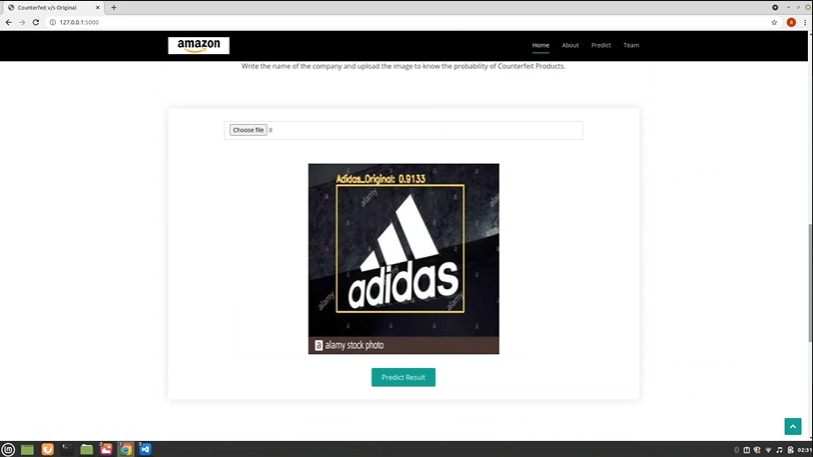 Counterfeit v/s Original
127.0.0.1:5000
amazon
Home About Predict Team
Write the name of the company and upload the image to know the probability of Counterfeit Products.
Choose file
Adidas_Original: 0.9133
alamy
adidas
alamy
alamy
a alamy stock photo
Predict Result
02:31